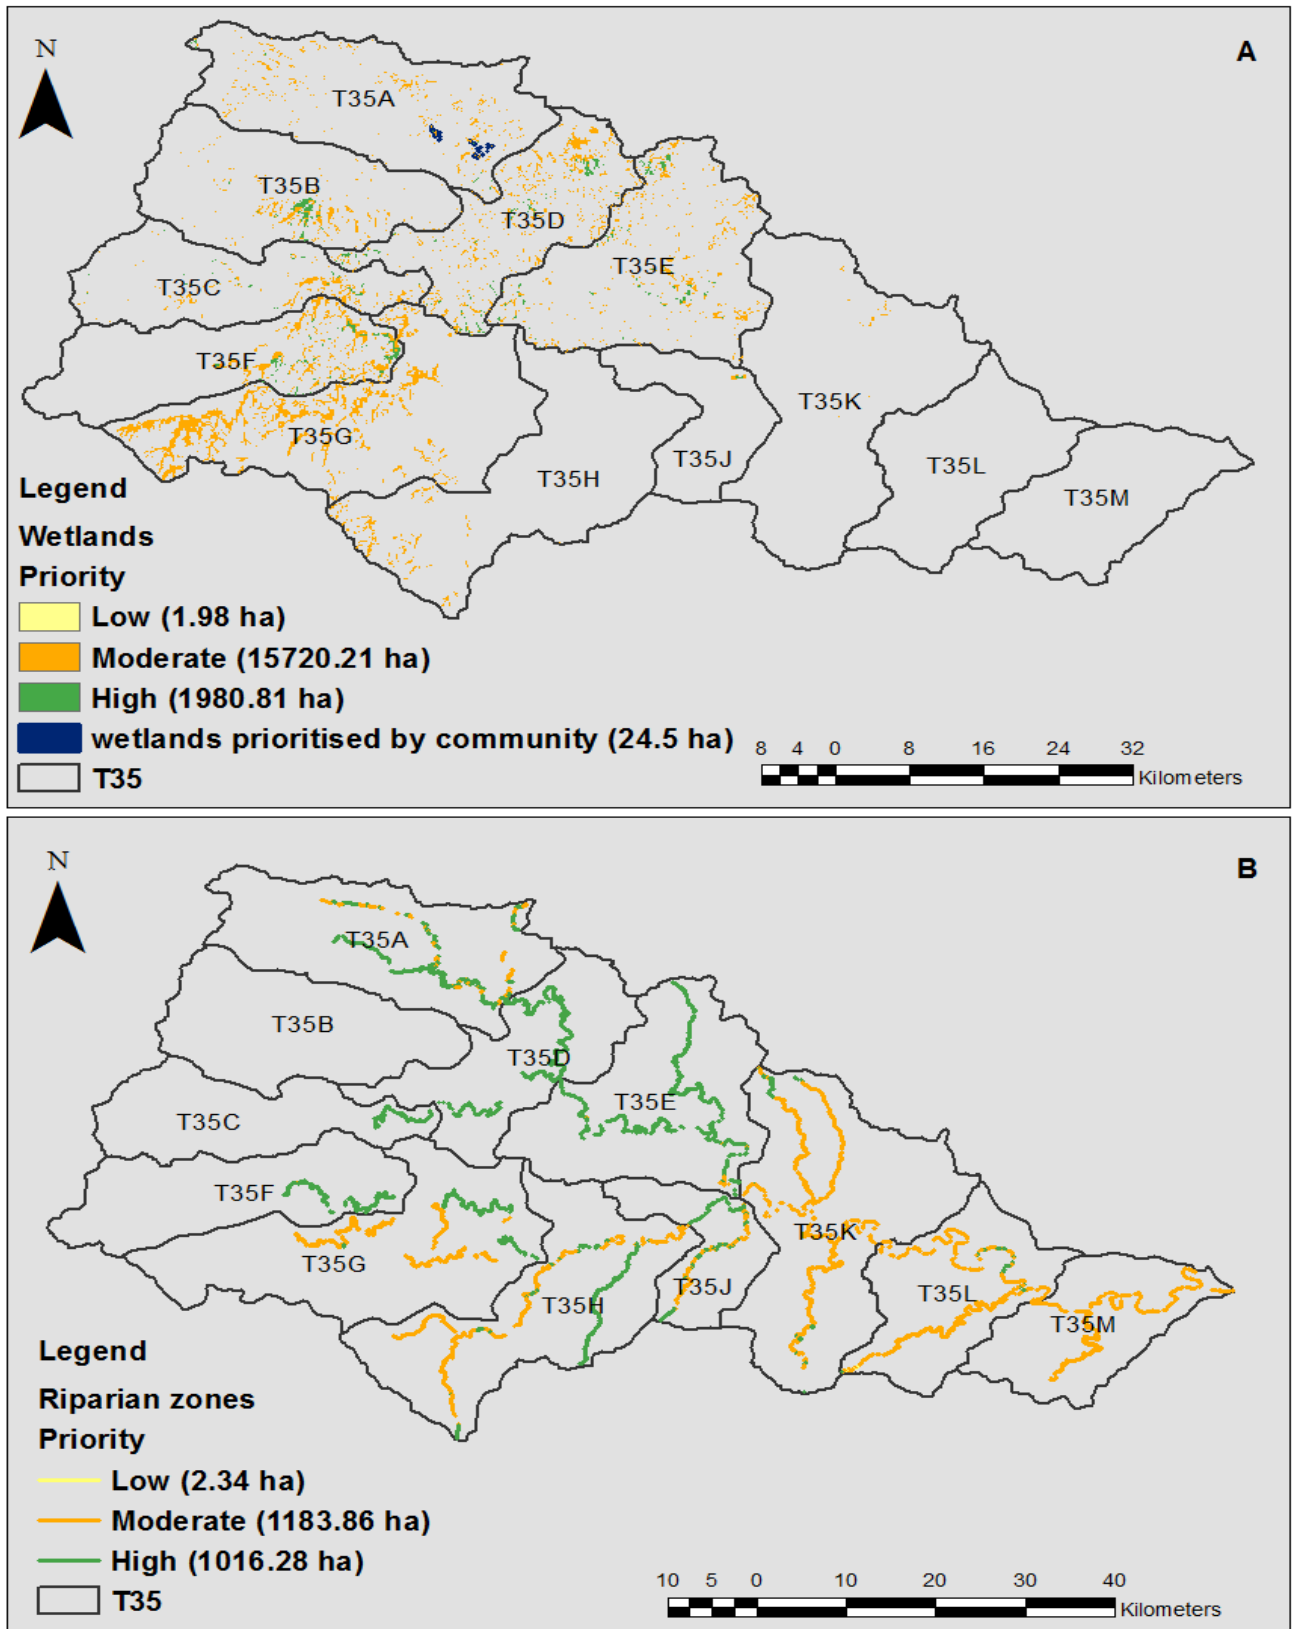 N
A
T35A
T35B
T35D
T35E
T35C
T35F
T35K
T35G
T35J
T35L
T35H
T35M
Legend
Wetlands
Priority
Low (1.98 ha)
Moderate (15720.21 ha)
High (1980.81 ha)
wetlands prioritised by community (24.5 ha)
T35
8 4 0 8 16 24 32
Kilometers
N
B
T35A
T35B
T35D
T35E
T35C
T35F
T35K
T35G
T35J
T35L
T35H
T35M
Legend
Riparian zones
Priority
Low (2.34 ha)
Moderate (1183.86 ha)
High (1016.28 ha)
T35
10 5 0 10 20 30 40
Kilometers